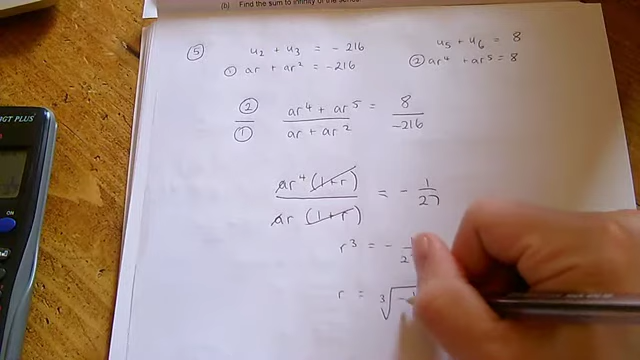 (b) Find the sum to infinity of the series.
⑤ u₂ + u₃ = -216 u₅ + u₆ = 8
① ar + ar² = -216 ② ar⁴ + ar⁵ = 8
②/① (ar⁴ + ar⁵)/(ar + ar²) = 8/-216
ar⁴(1+r)/ar(1+r) = -1/27
r³ = -
r = ³√-1